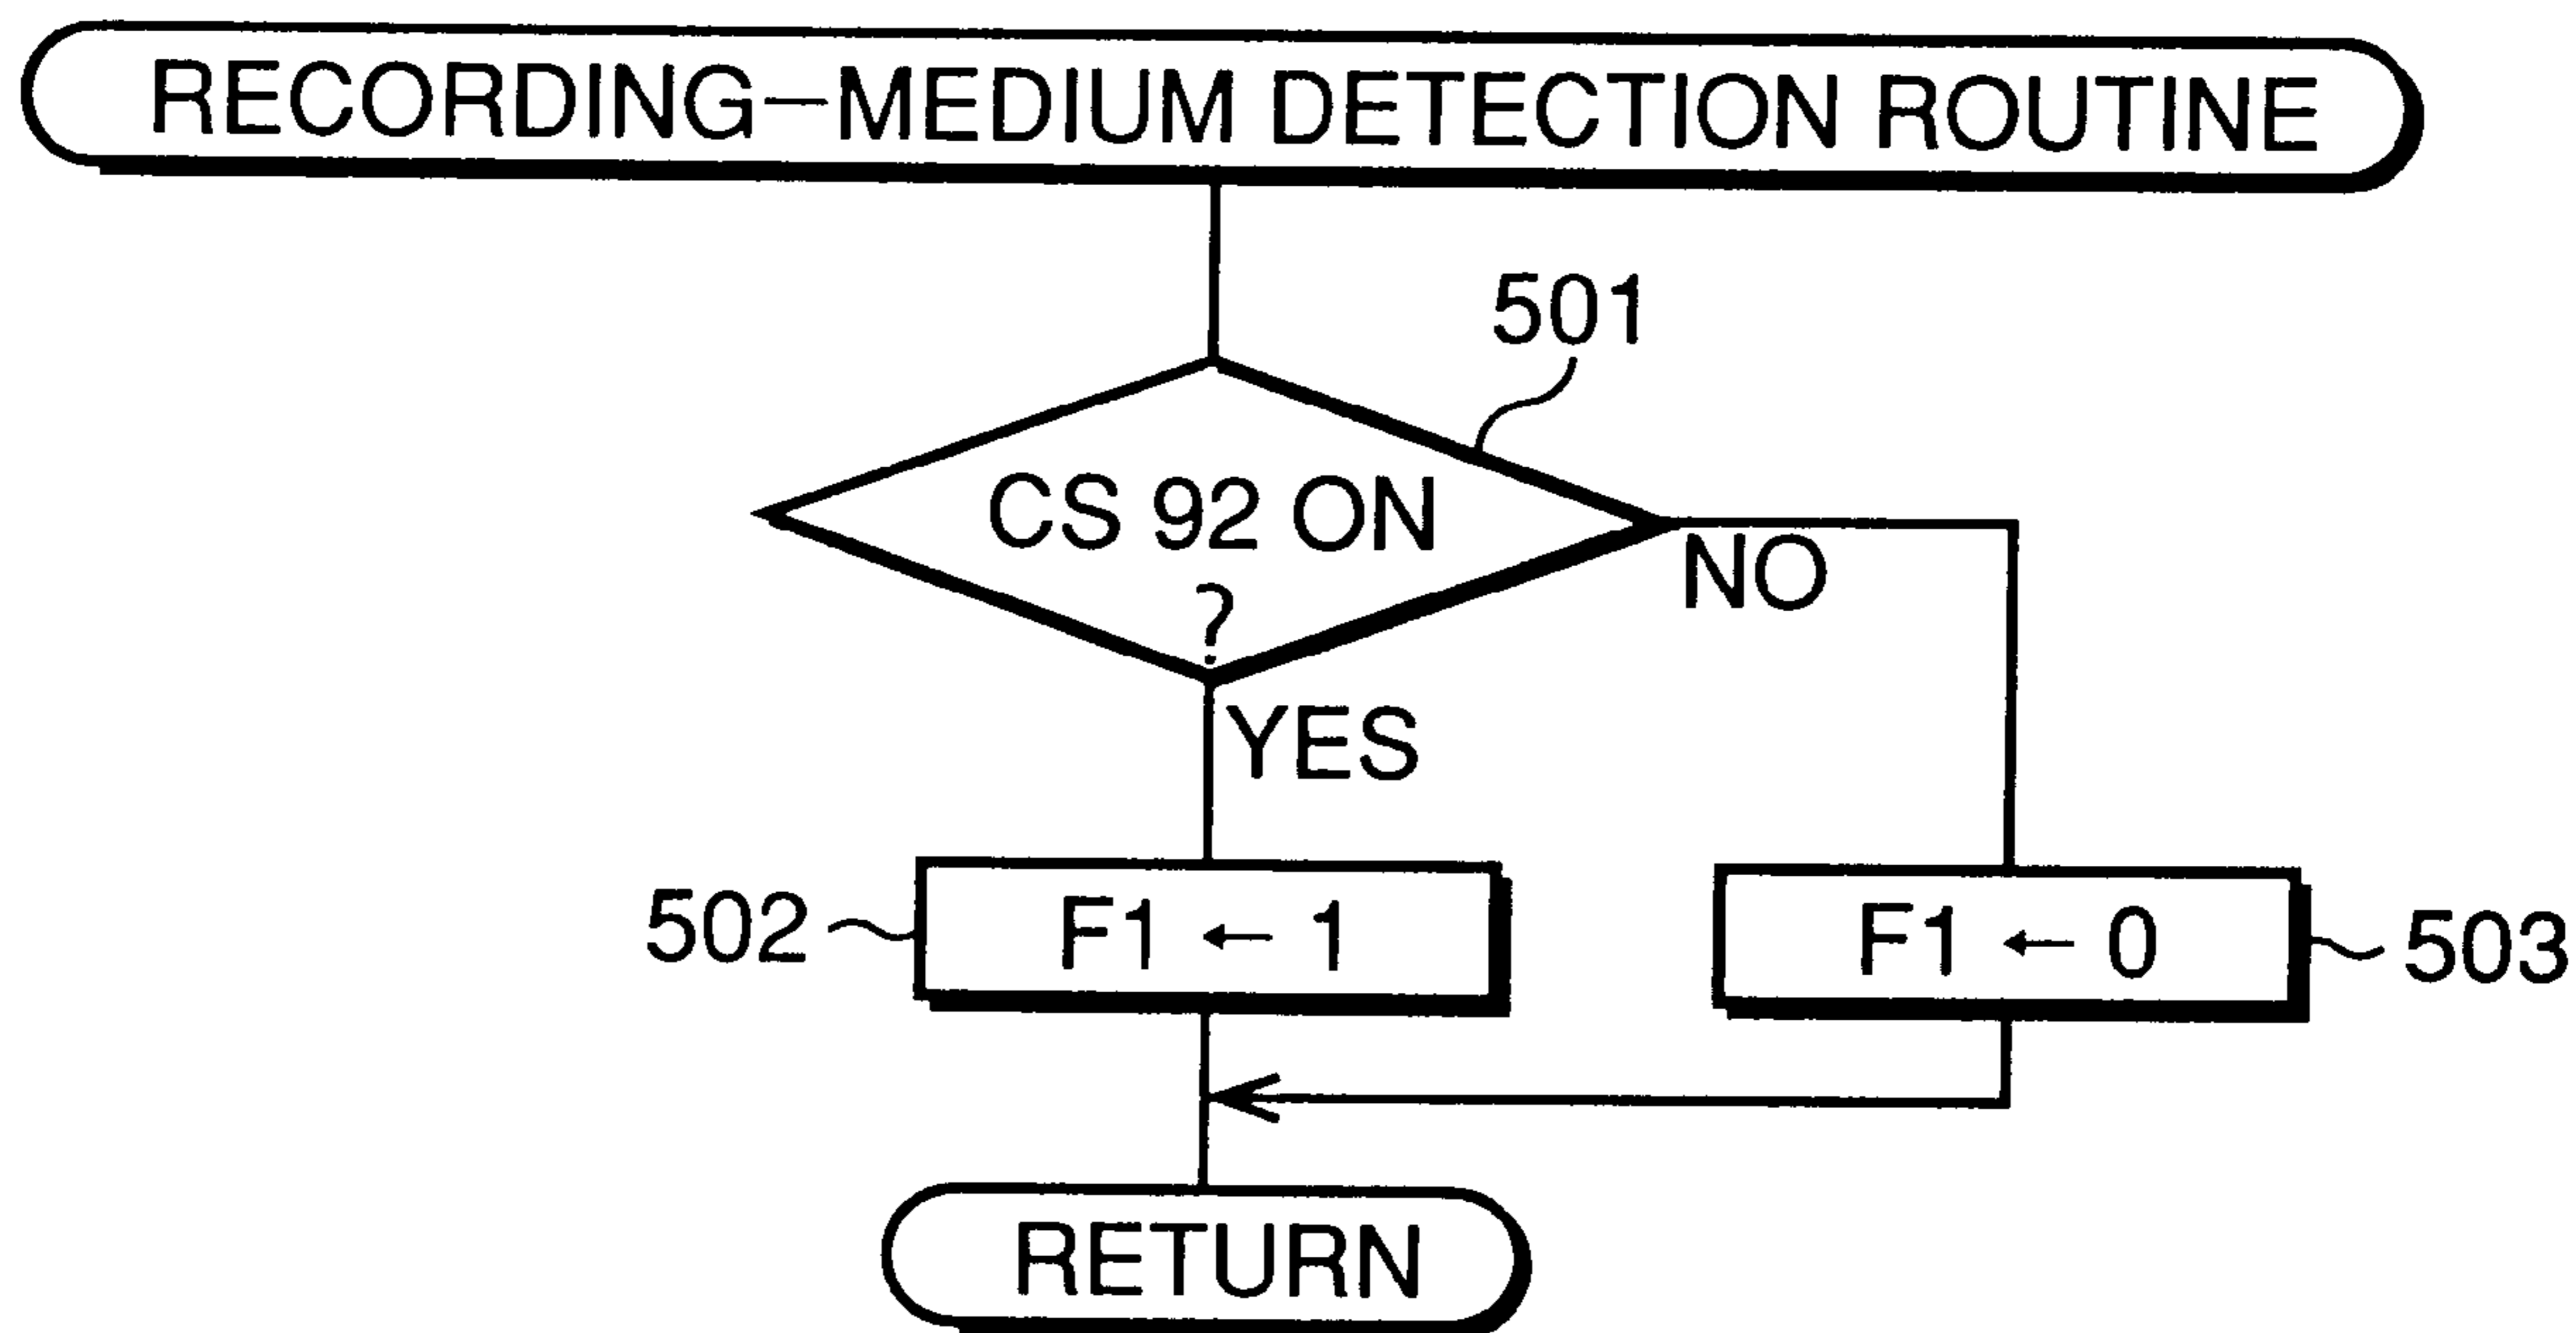 RECORDING—MEDIUM DETECTION ROUTINE
501
CS 92 ON
?
NO
YES
502
F1 ← 1
F1 ← 0
503
RETURN